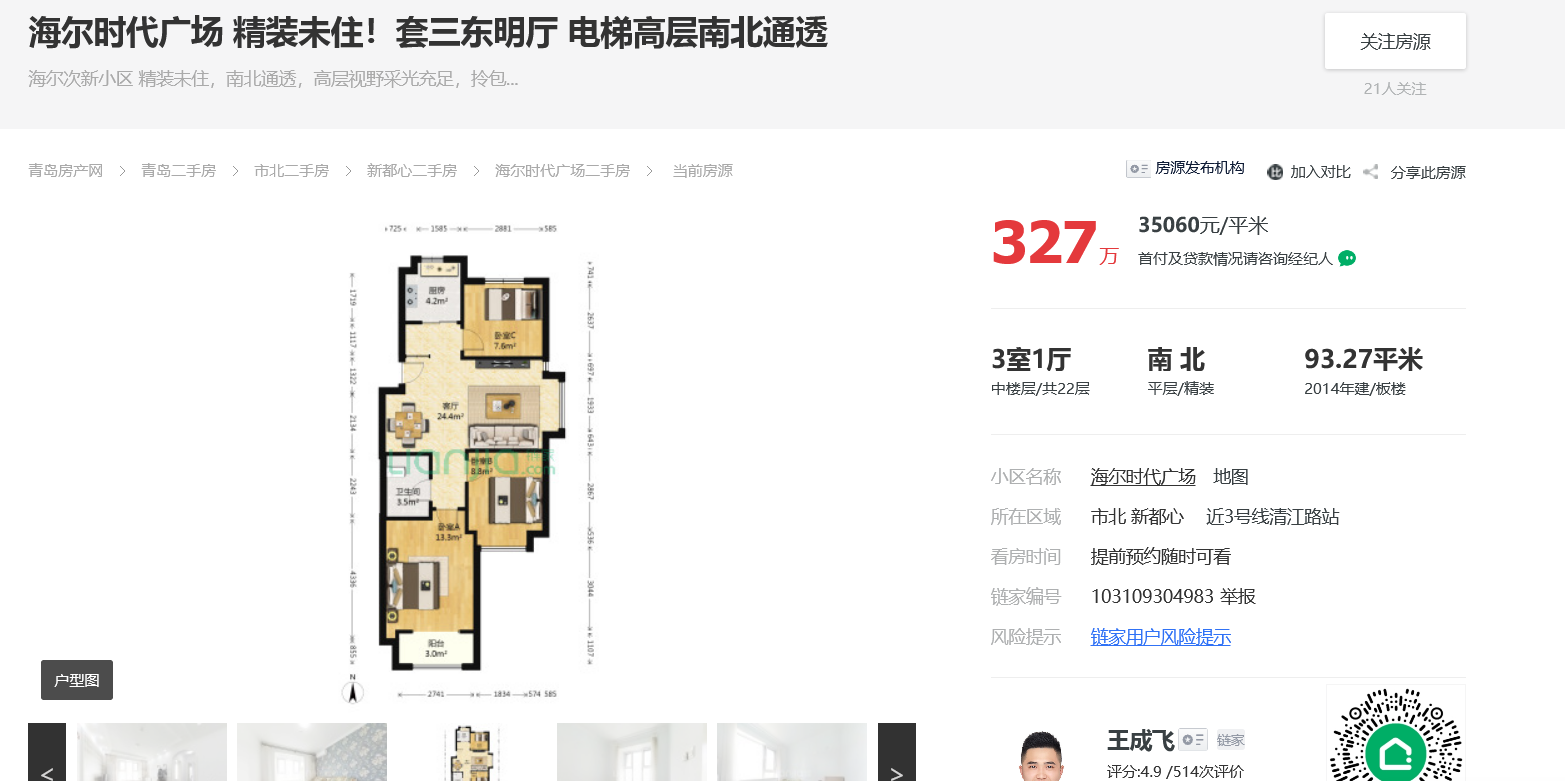 海尔时代广场 精装未住！套三东明厅 电梯高层南北通透
海尔次新小区 精装未住，南北通透，高层视野采光充足，拎包...
关注房源
21人关注
青岛房产网 > 青岛二手房 > 市北二手房 > 新都心二手房 > 海尔时代广场二手房 > 当前房源
房源发布机构 加入对比 分享此房源
327万
35060元/平米
首付及贷款情况请咨询经纪人
3室1厅 南 北 93.27平米
中楼层/共22层 平层/精装 2014年建/板楼
小区名称 海尔时代广场 地图
所在区域 市北 新都心 近3号线清江路站
看房时间 提前预约随时可看
链家编号 103109304983 举报
风险提示 链家用户风险提示
王成飞 链家
评分:4.9 /514次评价
725 1585 2881 585
1719
1117
1322
2134
2243
4336
855
741
2637
697
1933
643
2867
536
3044
1107
厨房
4.2m²
卧室C
7.6m²
客厅
24.4m²
lianjia.com
卧室B
8.8m²
卫生间
3.5m²
卧室A
13.3m²
阳台
3.0m²
N
2741 1834 574 585
户型图
< >